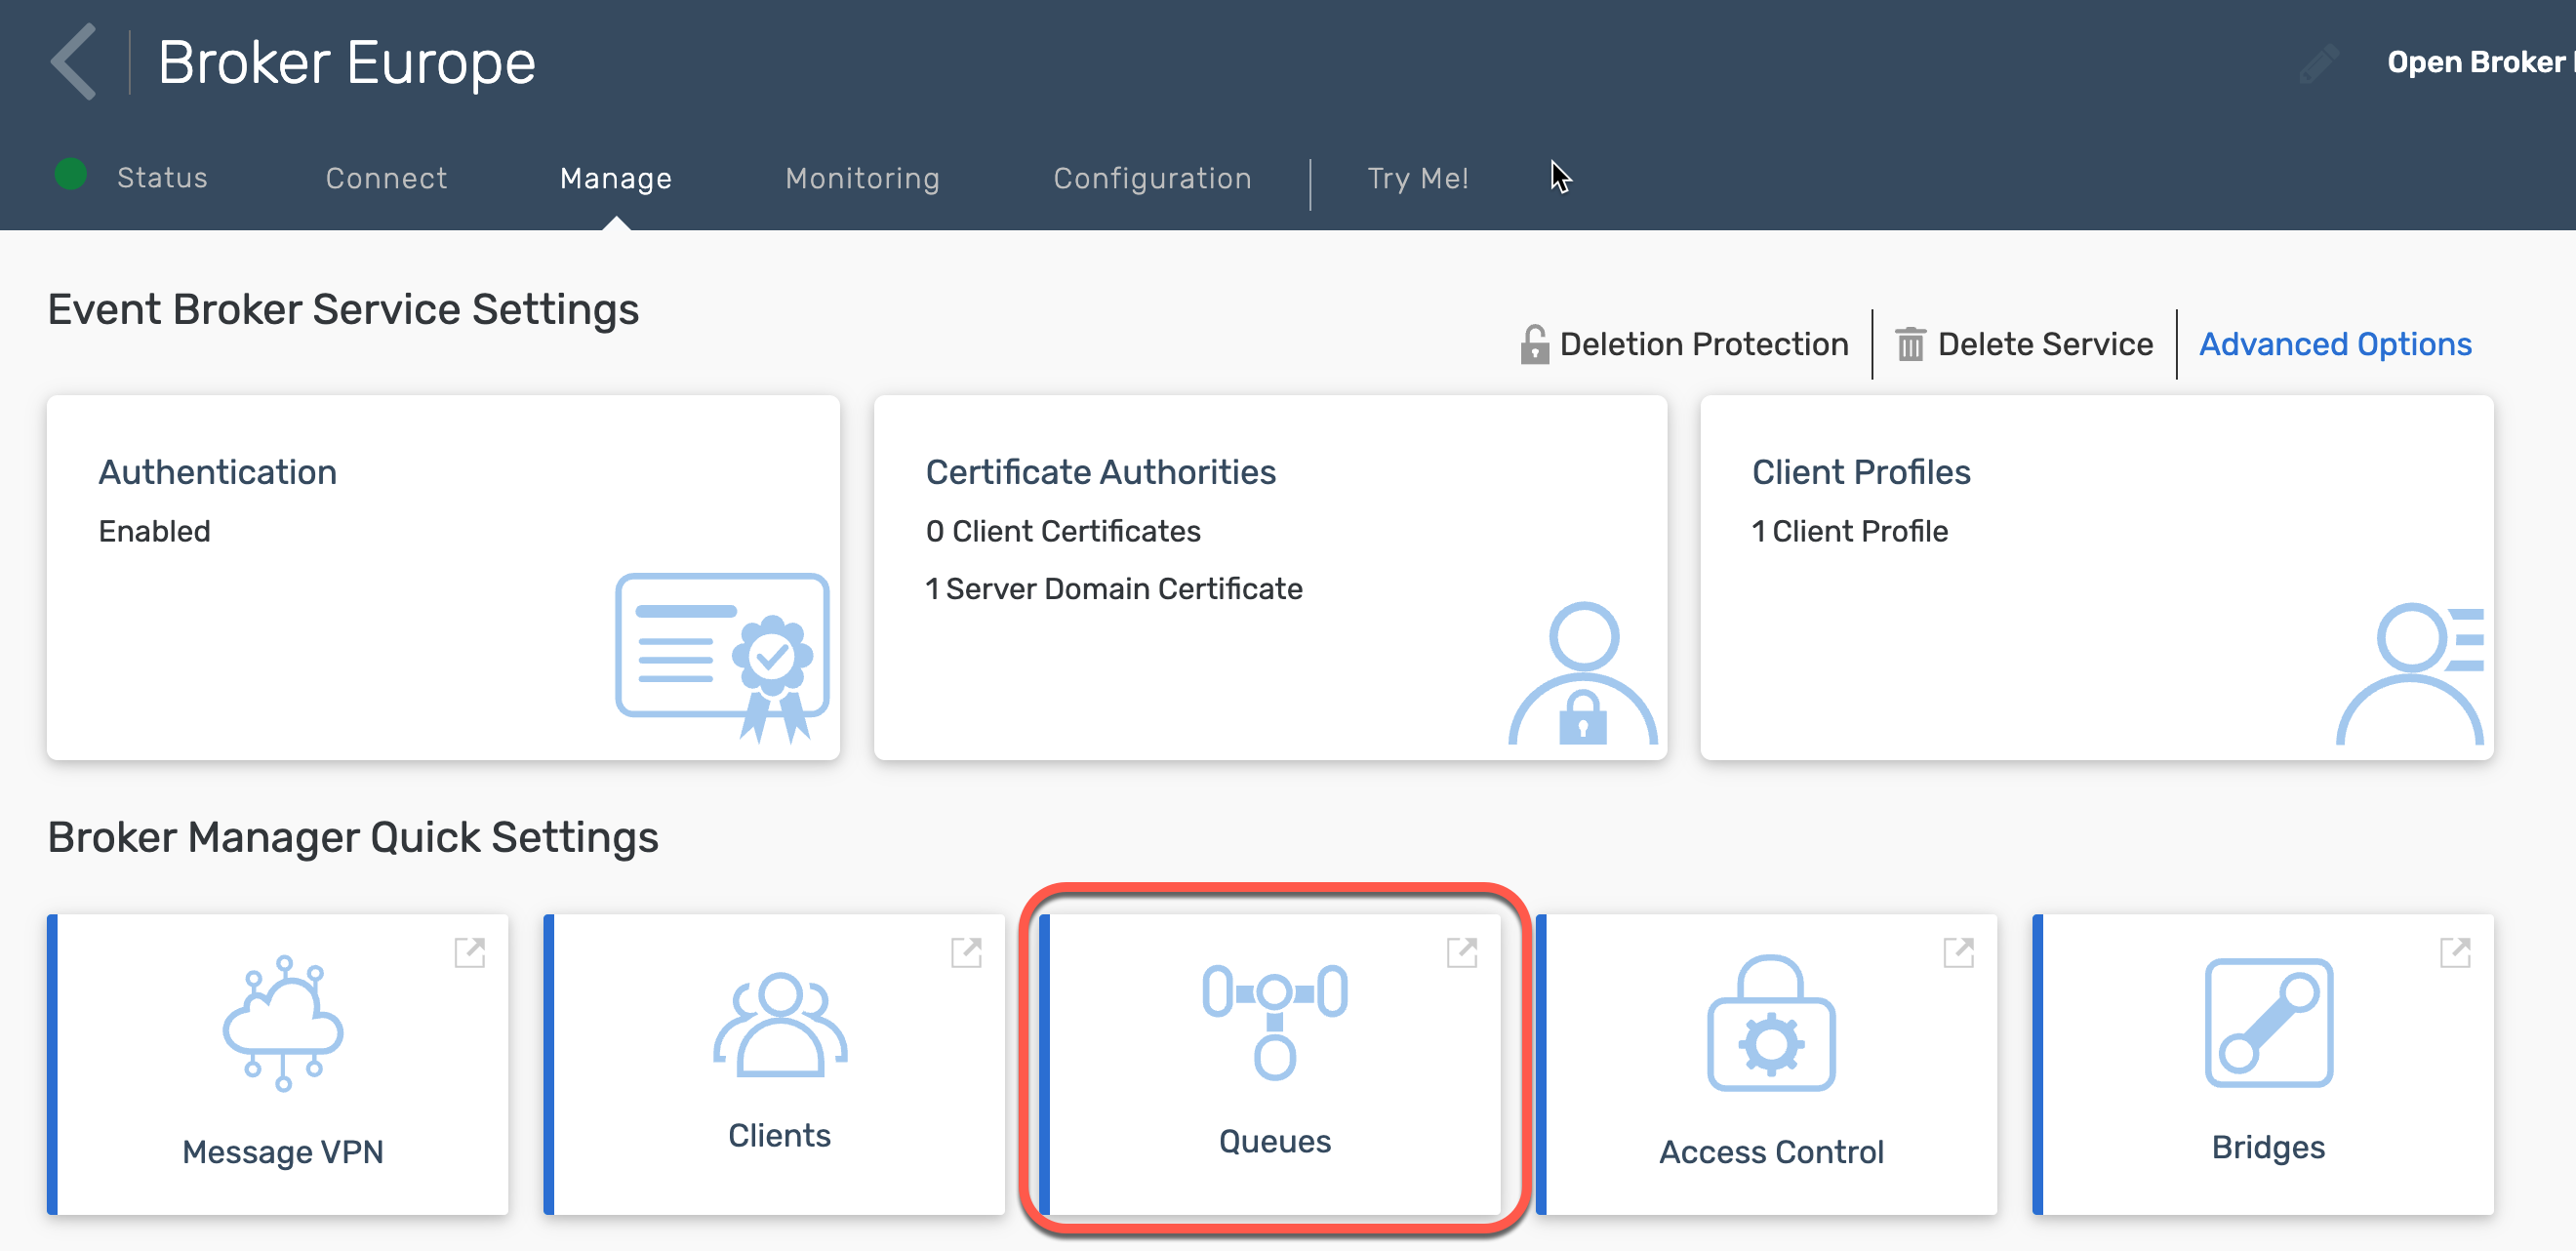 Broker Europe
Open Broker
Status Connect Manage Monitoring Configuration Try Me!
Event Broker Service Settings
Deletion Protection Delete Service Advanced Options
Authentication
Enabled
Certificate Authorities
0 Client Certificates
1 Server Domain Certificate
Client Profiles
1 Client Profile
Broker Manager Quick Settings
Message VPN
Clients
Queues
Access Control
Bridges